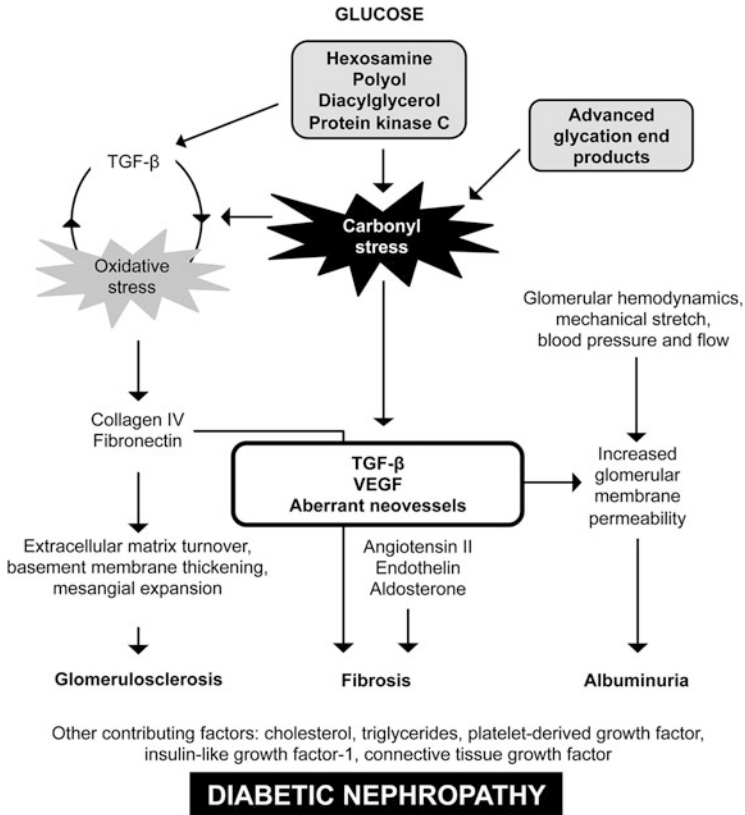 GLUCOSE
Hexosamine
Polyol
Diacylglycerol
Protein kinase C
Advanced
glycation end
products
TGF-β
Carbonyl
stress
Oxidative
stress
Glomerular hemodynamics,
mechanical stretch,
blood pressure and flow
Collagen IV
Fibronectin
TGF-β
VEGF
Aberrant neovessels
Increased
glomerular
membrane
permeability
Extracellular matrix turnover,
basement membrane thickening,
mesangial expansion
Angiotensin II
Endothelin
Aldosterone
Glomerulosclerosis
Fibrosis
Albuminuria
Other contributing factors: cholesterol, triglycerides, platelet-derived growth factor,
insulin-like growth factor-1, connective tissue growth factor
DIABETIC NEPHROPATHY